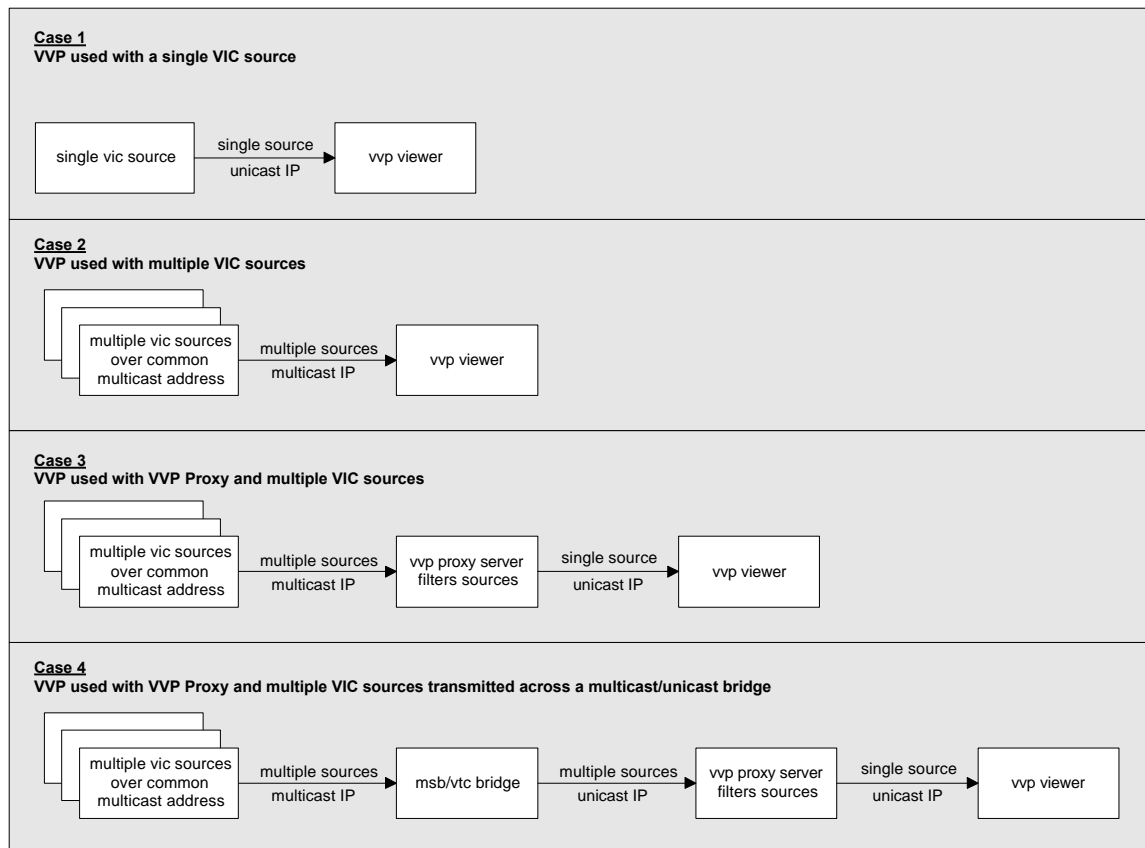 Case 1
VVP used with a single VIC source
single vic source
single source
unicast IP
vvp viewer
Case 2
VVP used with multiple VIC sources
multiple vic sources
over common
multicast address
multiple sources
multicast IP
vvp viewer
Case 3
VVP used with VVP Proxy and multiple VIC sources
multiple vic sources
over common
multicast address
multiple sources
multicast IP
vvp proxy server
filters sources
single source
unicast IP
vvp viewer
Case 4
VVP used with VVP Proxy and multiple VIC sources transmitted across a multicast/unicast bridge
multiple vic sources
over common
multicast address
multiple sources
multicast IP
msb/vtc bridge
multiple sources
unicast IP
vvp proxy server
filters sources
single source
unicast IP
vvp viewer